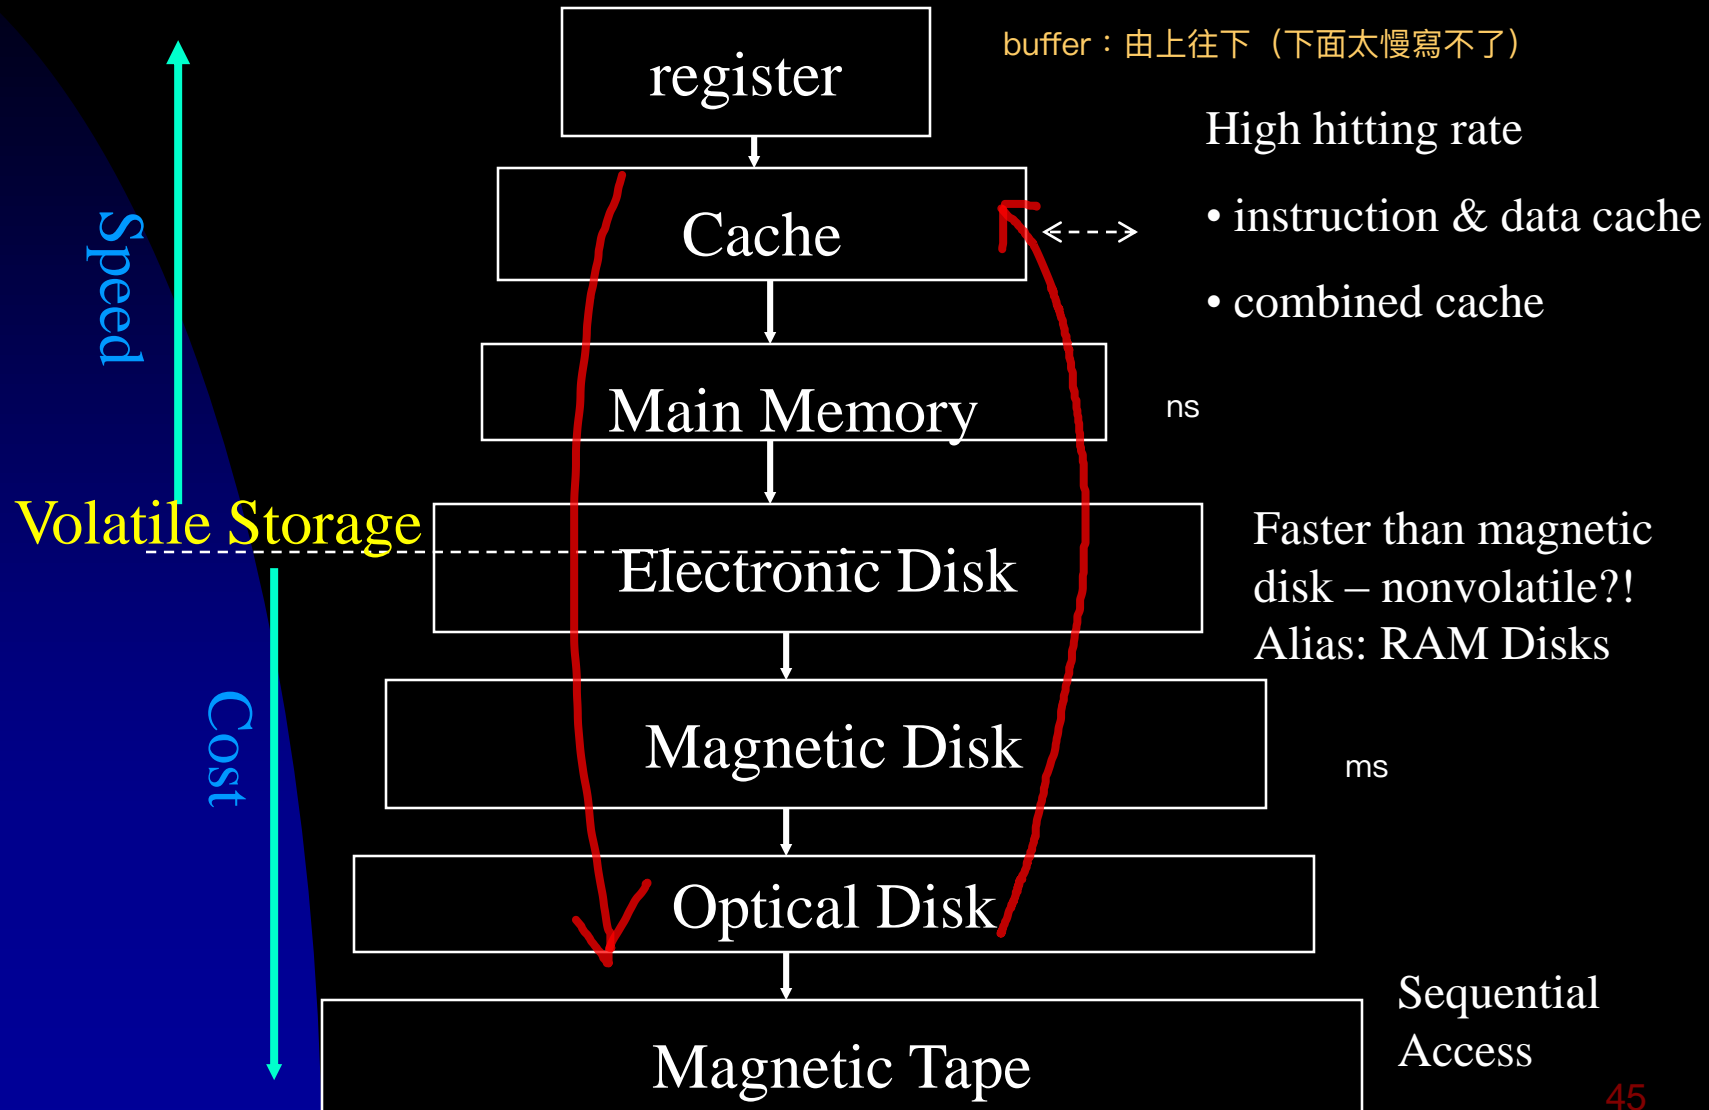 register
buffer：由上往下（下面太慢寫不了）
High hitting rate
• instruction & data cache
• combined cache
Cache
Speed
Main Memory
ns
Volatile Storage
Electronic Disk
Faster than magnetic
disk – nonvolatile?!
Alias: RAM Disks
Cost
Magnetic Disk
ms
Optical Disk
Sequential
Access
Magnetic Tape
45